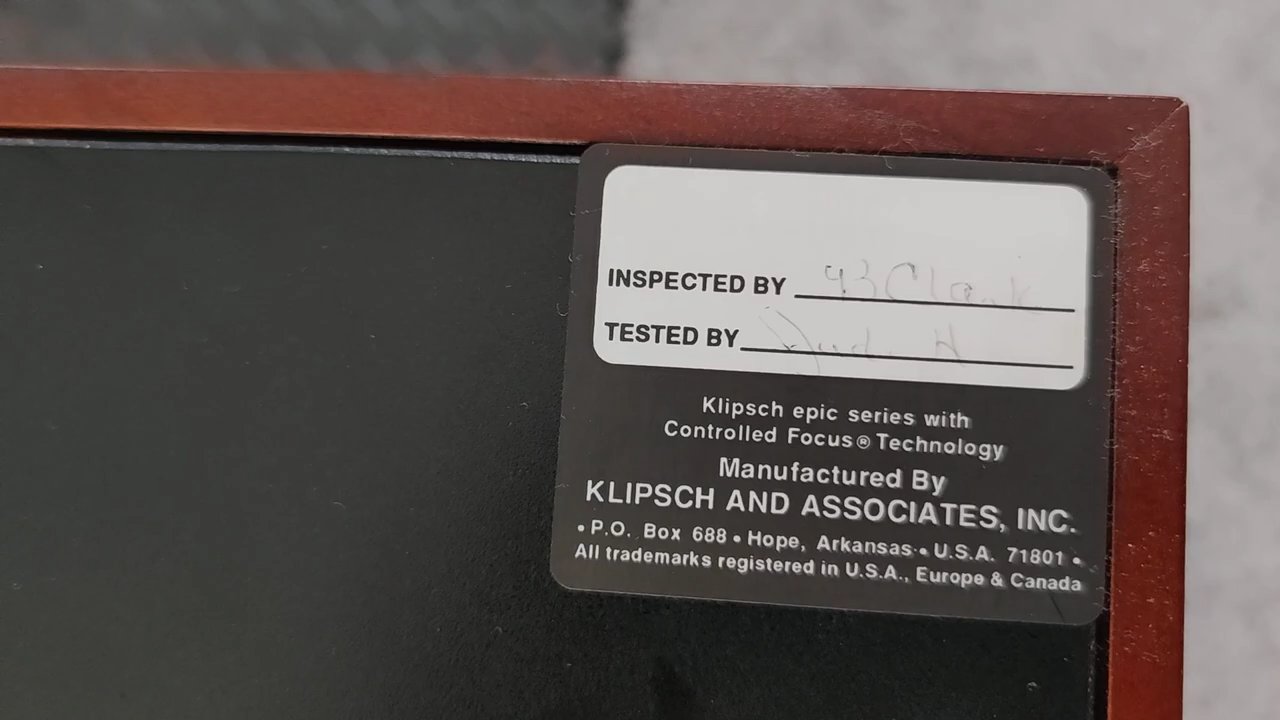 INSPECTED BY
TESTED BY
Klipsch epic series with
Controlled Focus® Technology
Manufactured By
KLIPSCH AND ASSOCIATES, INC.
• P.O. Box 688 • Hope, Arkansas • U.S.A. 71801 •
All trademarks registered in U.S.A., Europe & Canada